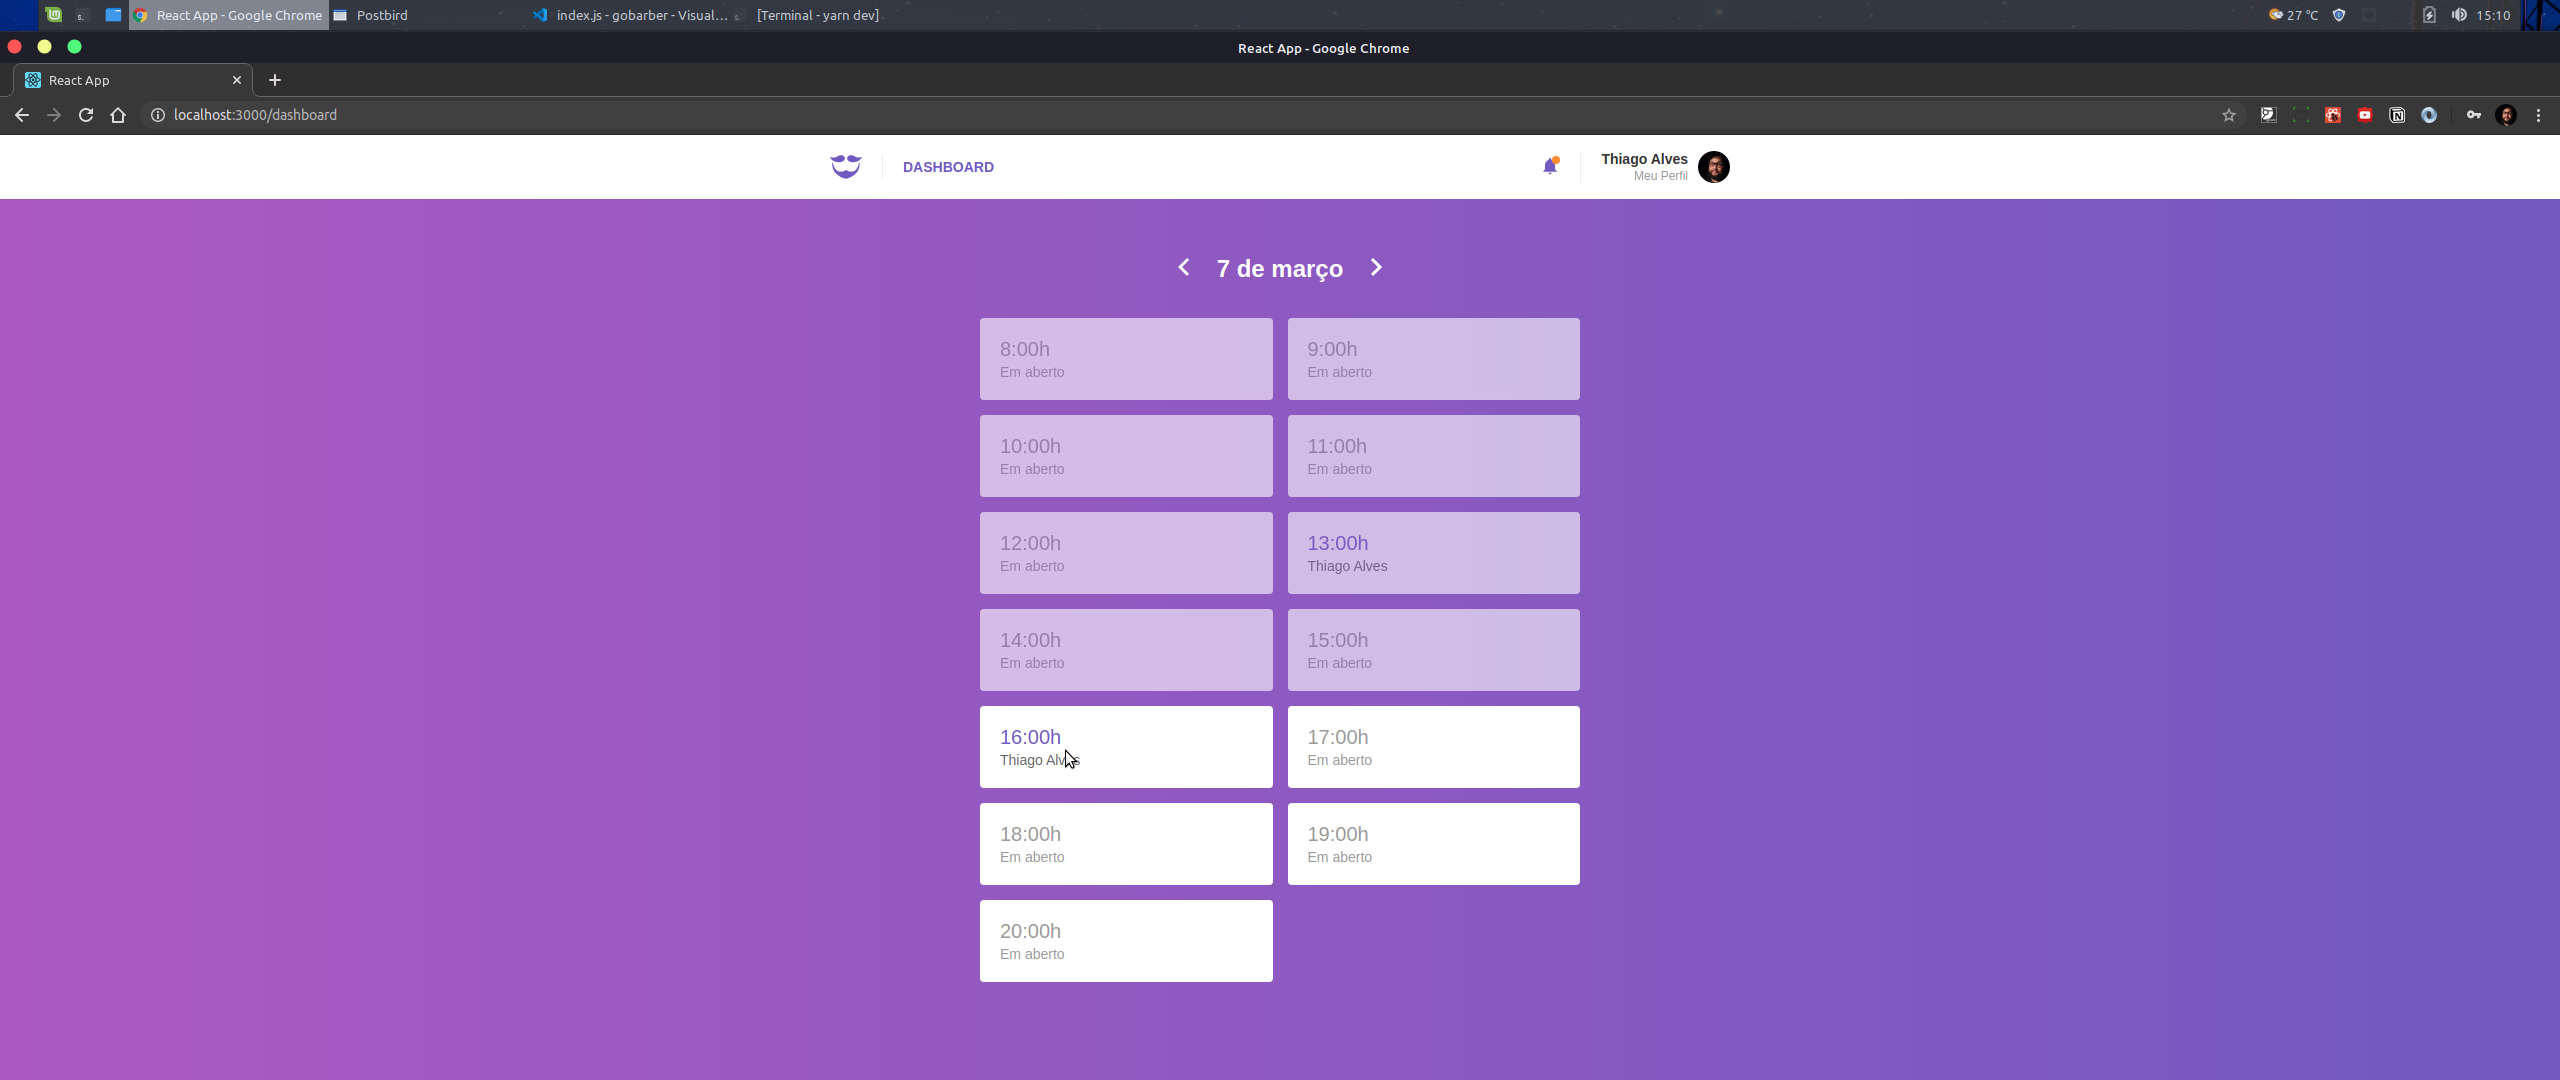 React App - Google Chrome
Postbird
index.js - gobarber - Visual...
[Terminal - yarn dev]
27 °C
15:10
React App - Google Chrome
React App
localhost:3000/dashboard
DASHBOARD
Thiago Alves
Meu Perfil
7 de março
8:00h
Em aberto
9:00h
Em aberto
10:00h
Em aberto
11:00h
Em aberto
12:00h
Em aberto
13:00h
Thiago Alves
14:00h
Em aberto
15:00h
Em aberto
16:00h
Thiago Alves
17:00h
Em aberto
18:00h
Em aberto
19:00h
Em aberto
20:00h
Em aberto